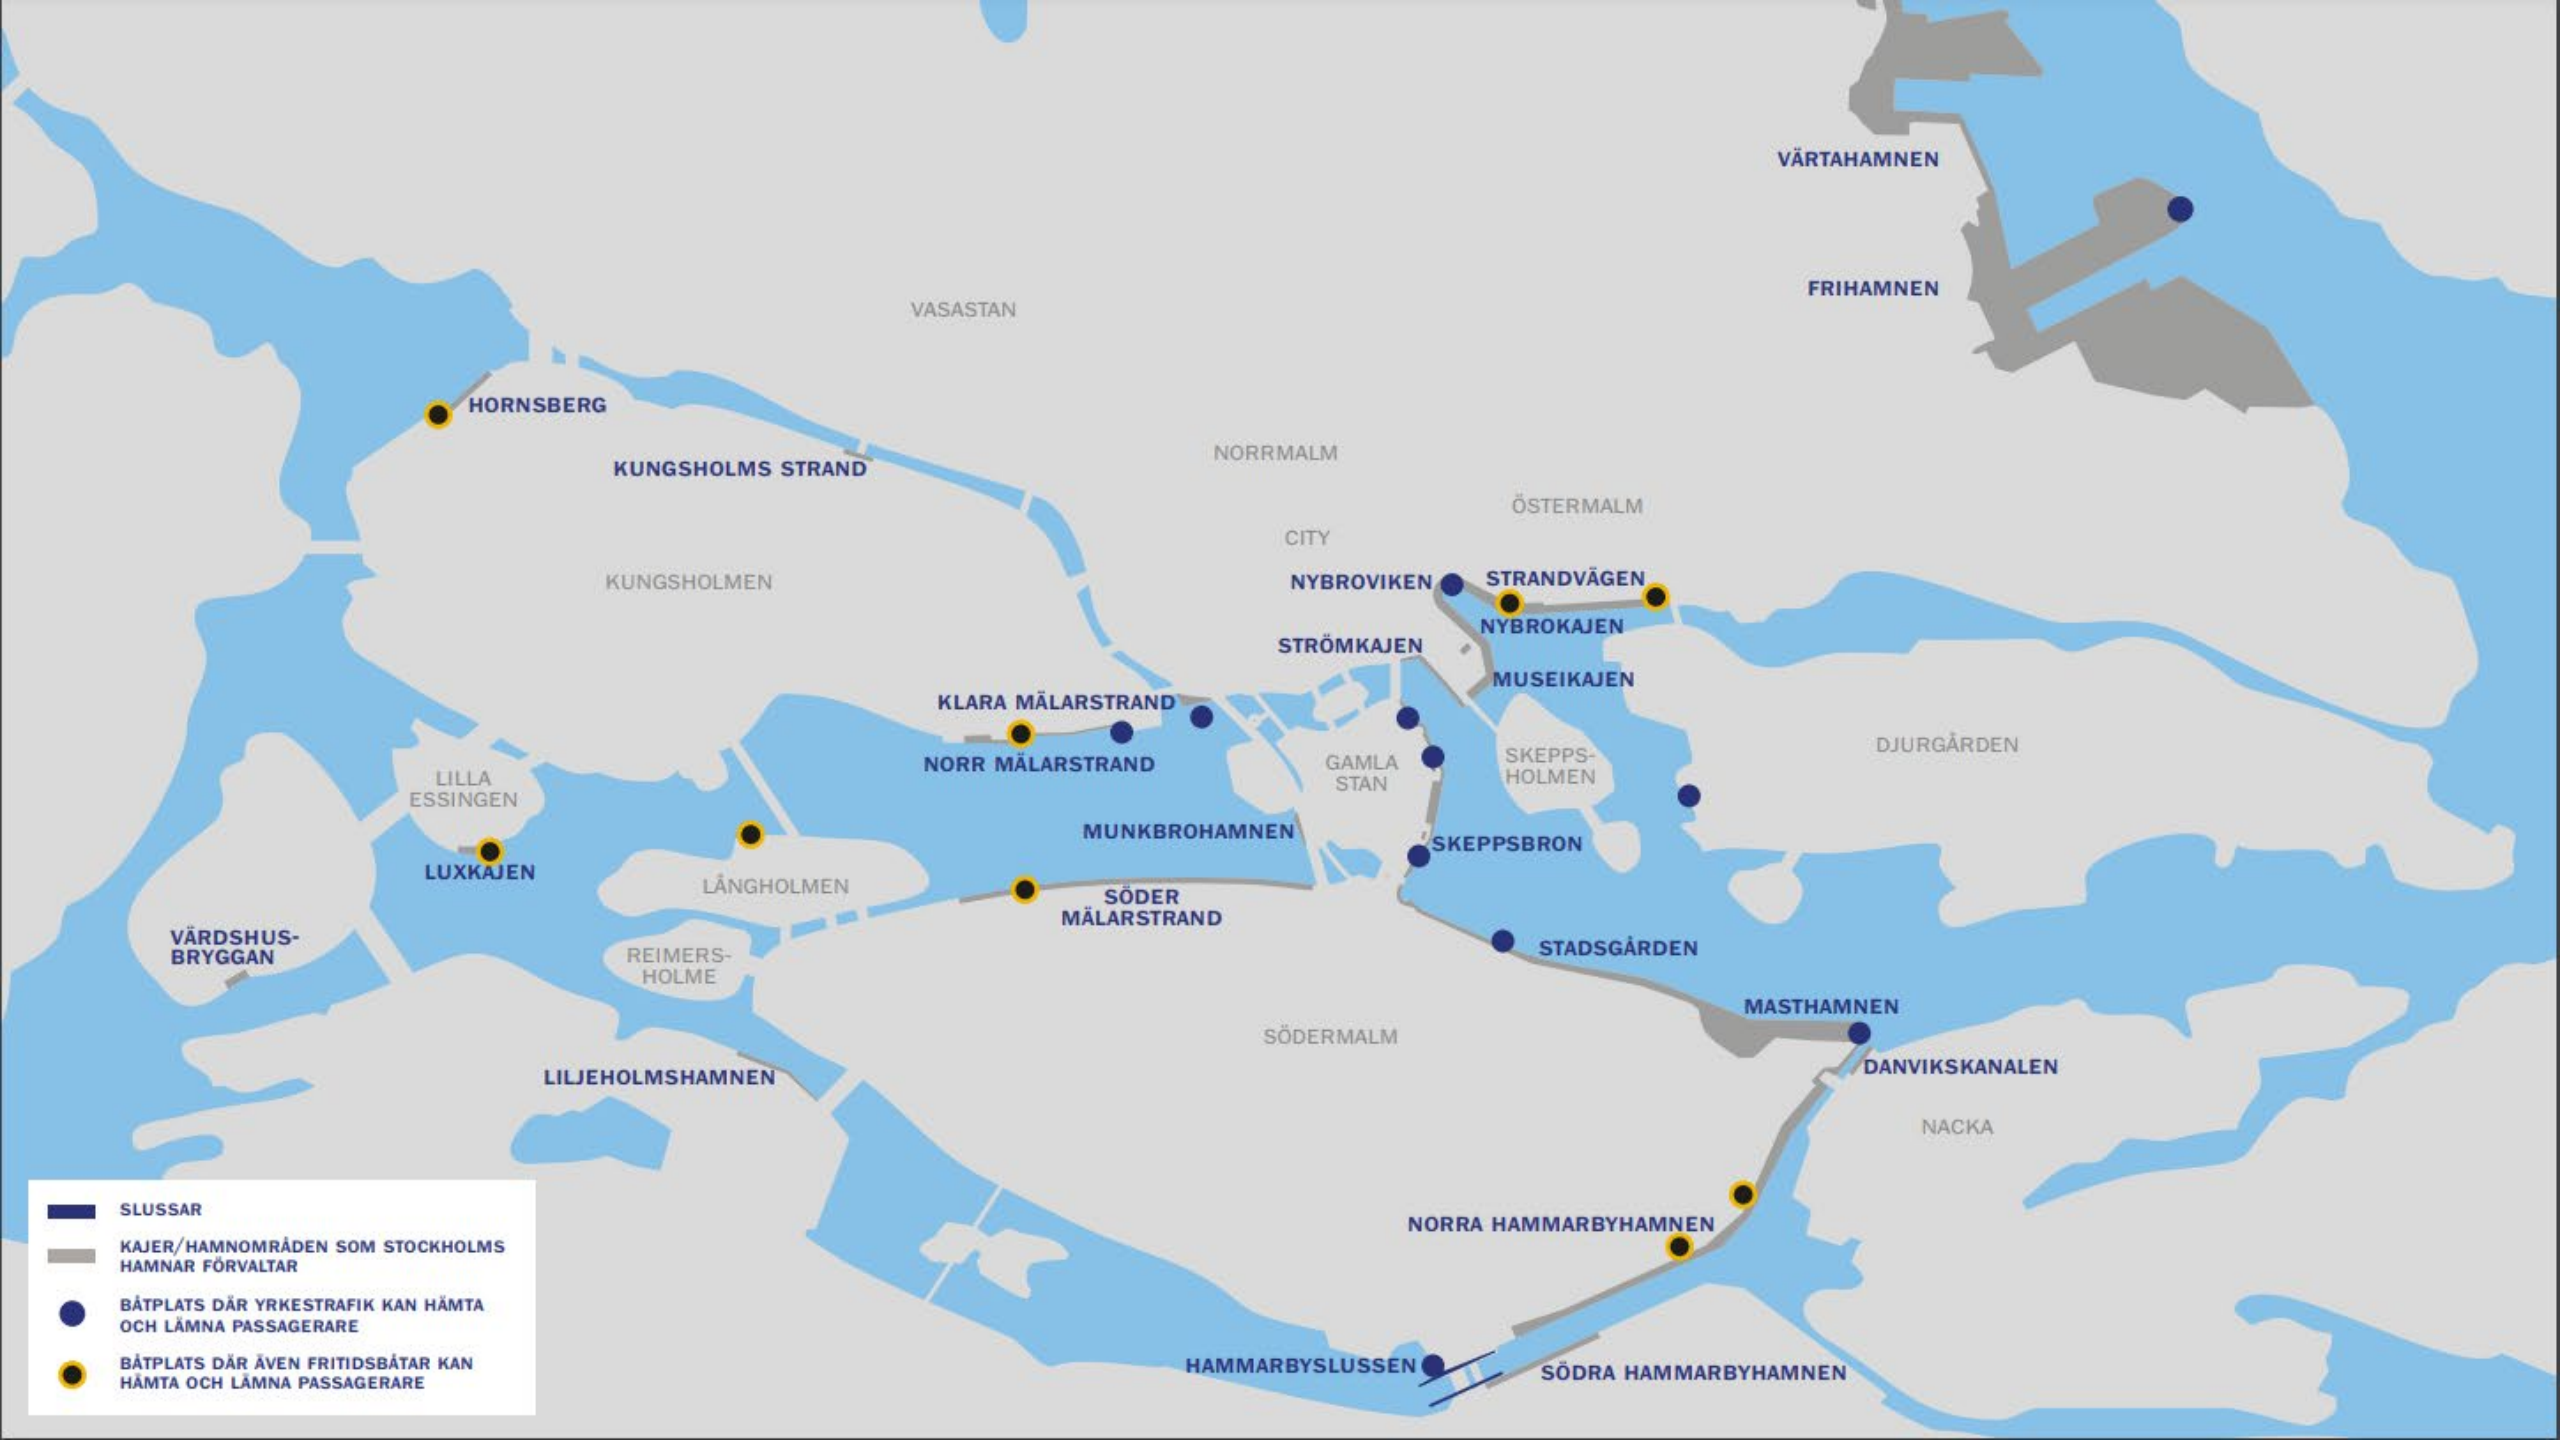 VÄRTAHAMNEN
FRIHAMNEN
VASASTAN
HORNSBERG
KUNGSHOLMS STRAND
NORRMALM
ÖSTERMALM
CITY
KUNGSHOLMEN
NYBROVIKEN
STRANDVÄGEN
NYBROKAJEN
STRÖMKAJEN
MUSEIKAJEN
KLARA MÄLARSTRAND
NORR MÄLARSTRAND
GAMLA
STAN
SKEPPS-
HOLMEN
DJURGÅRDEN
LILLA
ESSINGEN
MUNKBROHAMNEN
SKEPPSBRON
LUXKAJEN
LÅNGHOLMEN
SÖDER
MÄLARSTRAND
VÄRDSHUS-
BRYGGAN
REIMERS-
HOLME
STADSGÅRDEN
MASTHAMNEN
SÖDERMALM
DANVIKSKANALEN
LILJEHOLMSHAMNEN
NACKA
NORRA HAMMARBYHAMNEN
HAMMARBYSLUSSEN
SÖDRA HAMMARBYHAMNEN
SLUSSAR
KAJER/HAMNOMRÅDEN SOM STOCKHOLMS
HAMNAR FÖRVALTAR
BÅTPLATS DÄR YRKESTRAFIK KAN HÄMTA
OCH LÄMNA PASSAGERARE
BÅTPLATS DÄR ÄVEN FRITIDSBÅTAR KAN
HÄMTA OCH LÄMNA PASSAGERARE